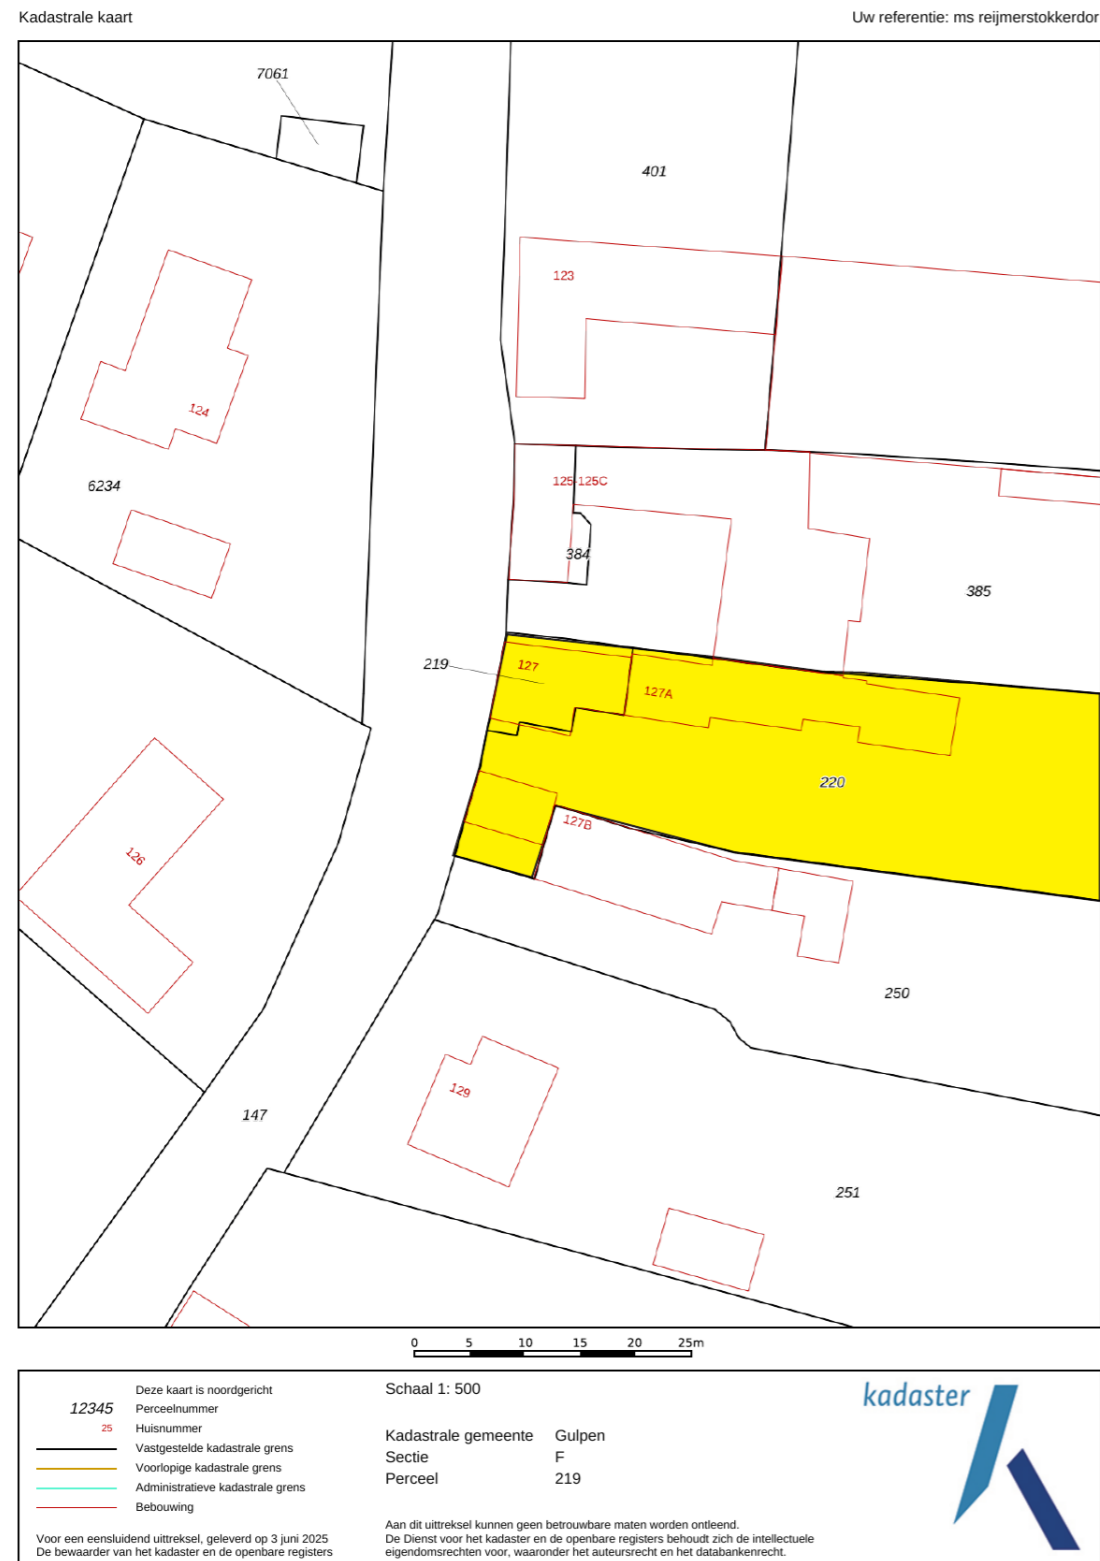 Kadastrale kaart
Uw referentie: ms reijmerstokkerdor
7061
401
123
124
6234
125-125C
384
385
219
127
127A
220
127B
126
250
129
147
251
0 5 10 15 20 25m
Deze kaart is noordgericht
12345 Perceelnummer
25 Huisnummer
Vastgestelde kadastrale grens
Voorlopige kadastrale grens
Administratieve kadastrale grens
Bebouwing
Voor een eensluidend uittreksel, geleverd op 3 juni 2025
De bewaarder van het kadaster en de openbare registers
Schaal 1: 500
Kadastrale gemeente Gulpen
Sectie F
Perceel 219
Aan dit uittreksel kunnen geen betrouwbare maten worden ontleend.
De Dienst voor het kadaster en de openbare registers behoudt zich de intellectuele
eigendomsrechten voor, waaronder het auteursrecht en het databankenrecht.
kadaster